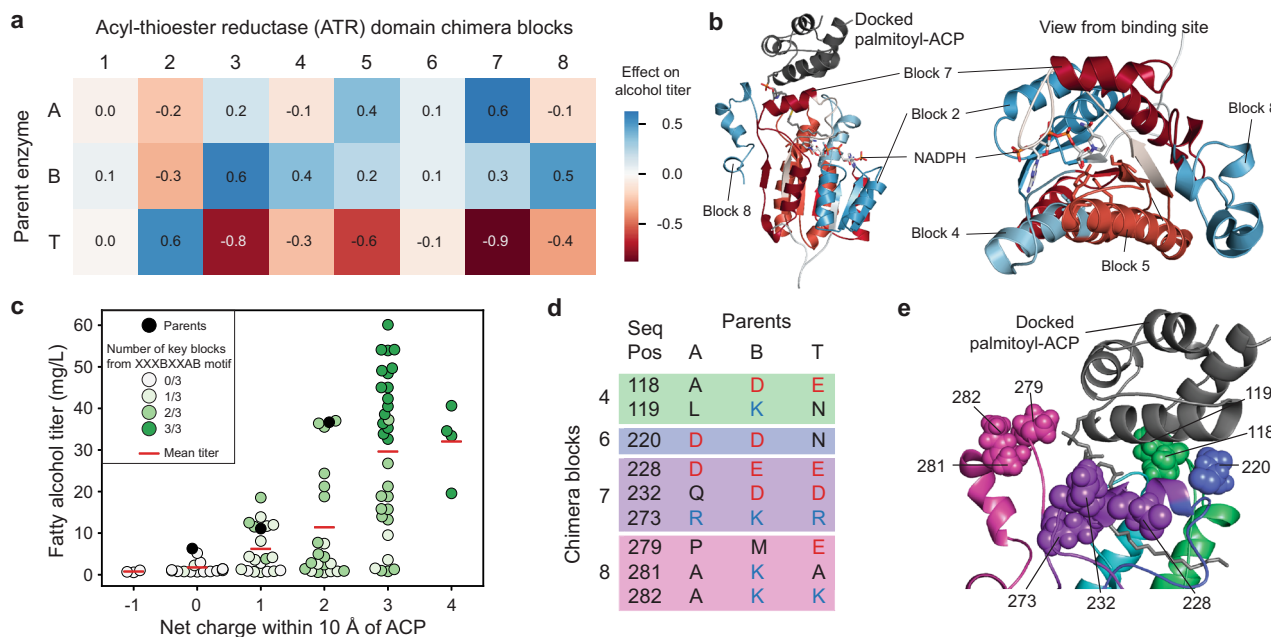 a
Acyl-thioester reductase (ATR) domain chimera blocks
1 2 3 4 5 6 7 8
Parent enzyme
A 0.0 -0.2 0.2 -0.1 0.4 0.1 0.6 -0.1
B 0.1 -0.3 0.6 0.4 0.2 0.1 0.3 0.5
T 0.0 0.6 -0.8 -0.3 -0.6 -0.1 -0.9 -0.4
Effect on
alcohol titer
0.5
0.0
-0.5
b
Docked
palmitoyl-ACP
View from binding site
Block 7
Block 2
NADPH
Block 8
Block 8
Block 4
Block 5
c
Fatty alcohol titer (mg/L)
60
50
40
30
20
10
0
Parents
Number of key blocks
from XXXBXXAB motif
0/3
1/3
2/3
3/3
Mean titer
-1 0 1 2 3 4
Net charge within 10 Å of ACP
d
Seq
Pos
Parents
A B T
Chimera blocks
4
118 A D E
119 L K N
6
220 D D N
7
228 D E E
232 Q D D
273 R K R
8
279 P M E
281 A K A
282 A K K
e
Docked
palmitoyl-ACP
279
282
281
119
118
220
273
232
228